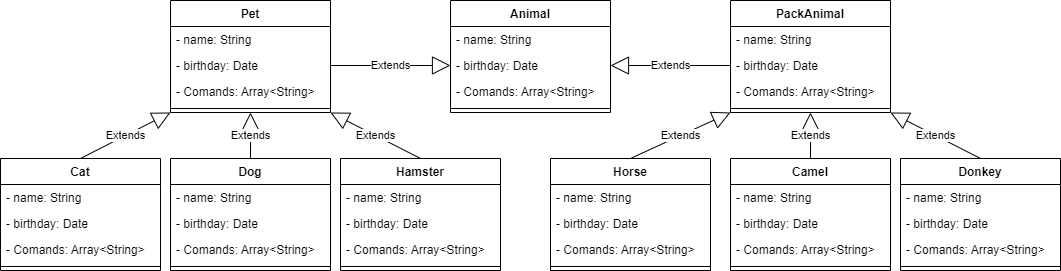 Pet
- name: String
- birthday: Date
- Comands: Array<String>
Extends
Animal
- name: String
- birthday: Date
- Comands: Array<String>
Extends
PackAnimal
- name: String
- birthday: Date
- Comands: Array<String>
Extends
Extends
Extends
Extends
Extends
Extends
Cat
- name: String
- birthday: Date
- Comands: Array<String>
Dog
- name: String
- birthday: Date
- Comands: Array<String>
Hamster
- name: String
- birthday: Date
- Comands: Array<String>
Horse
- name: String
- birthday: Date
- Comands: Array<String>
Camel
- name: String
- birthday: Date
- Comands: Array<String>
Donkey
- name: String
- birthday: Date
- Comands: Array<String>